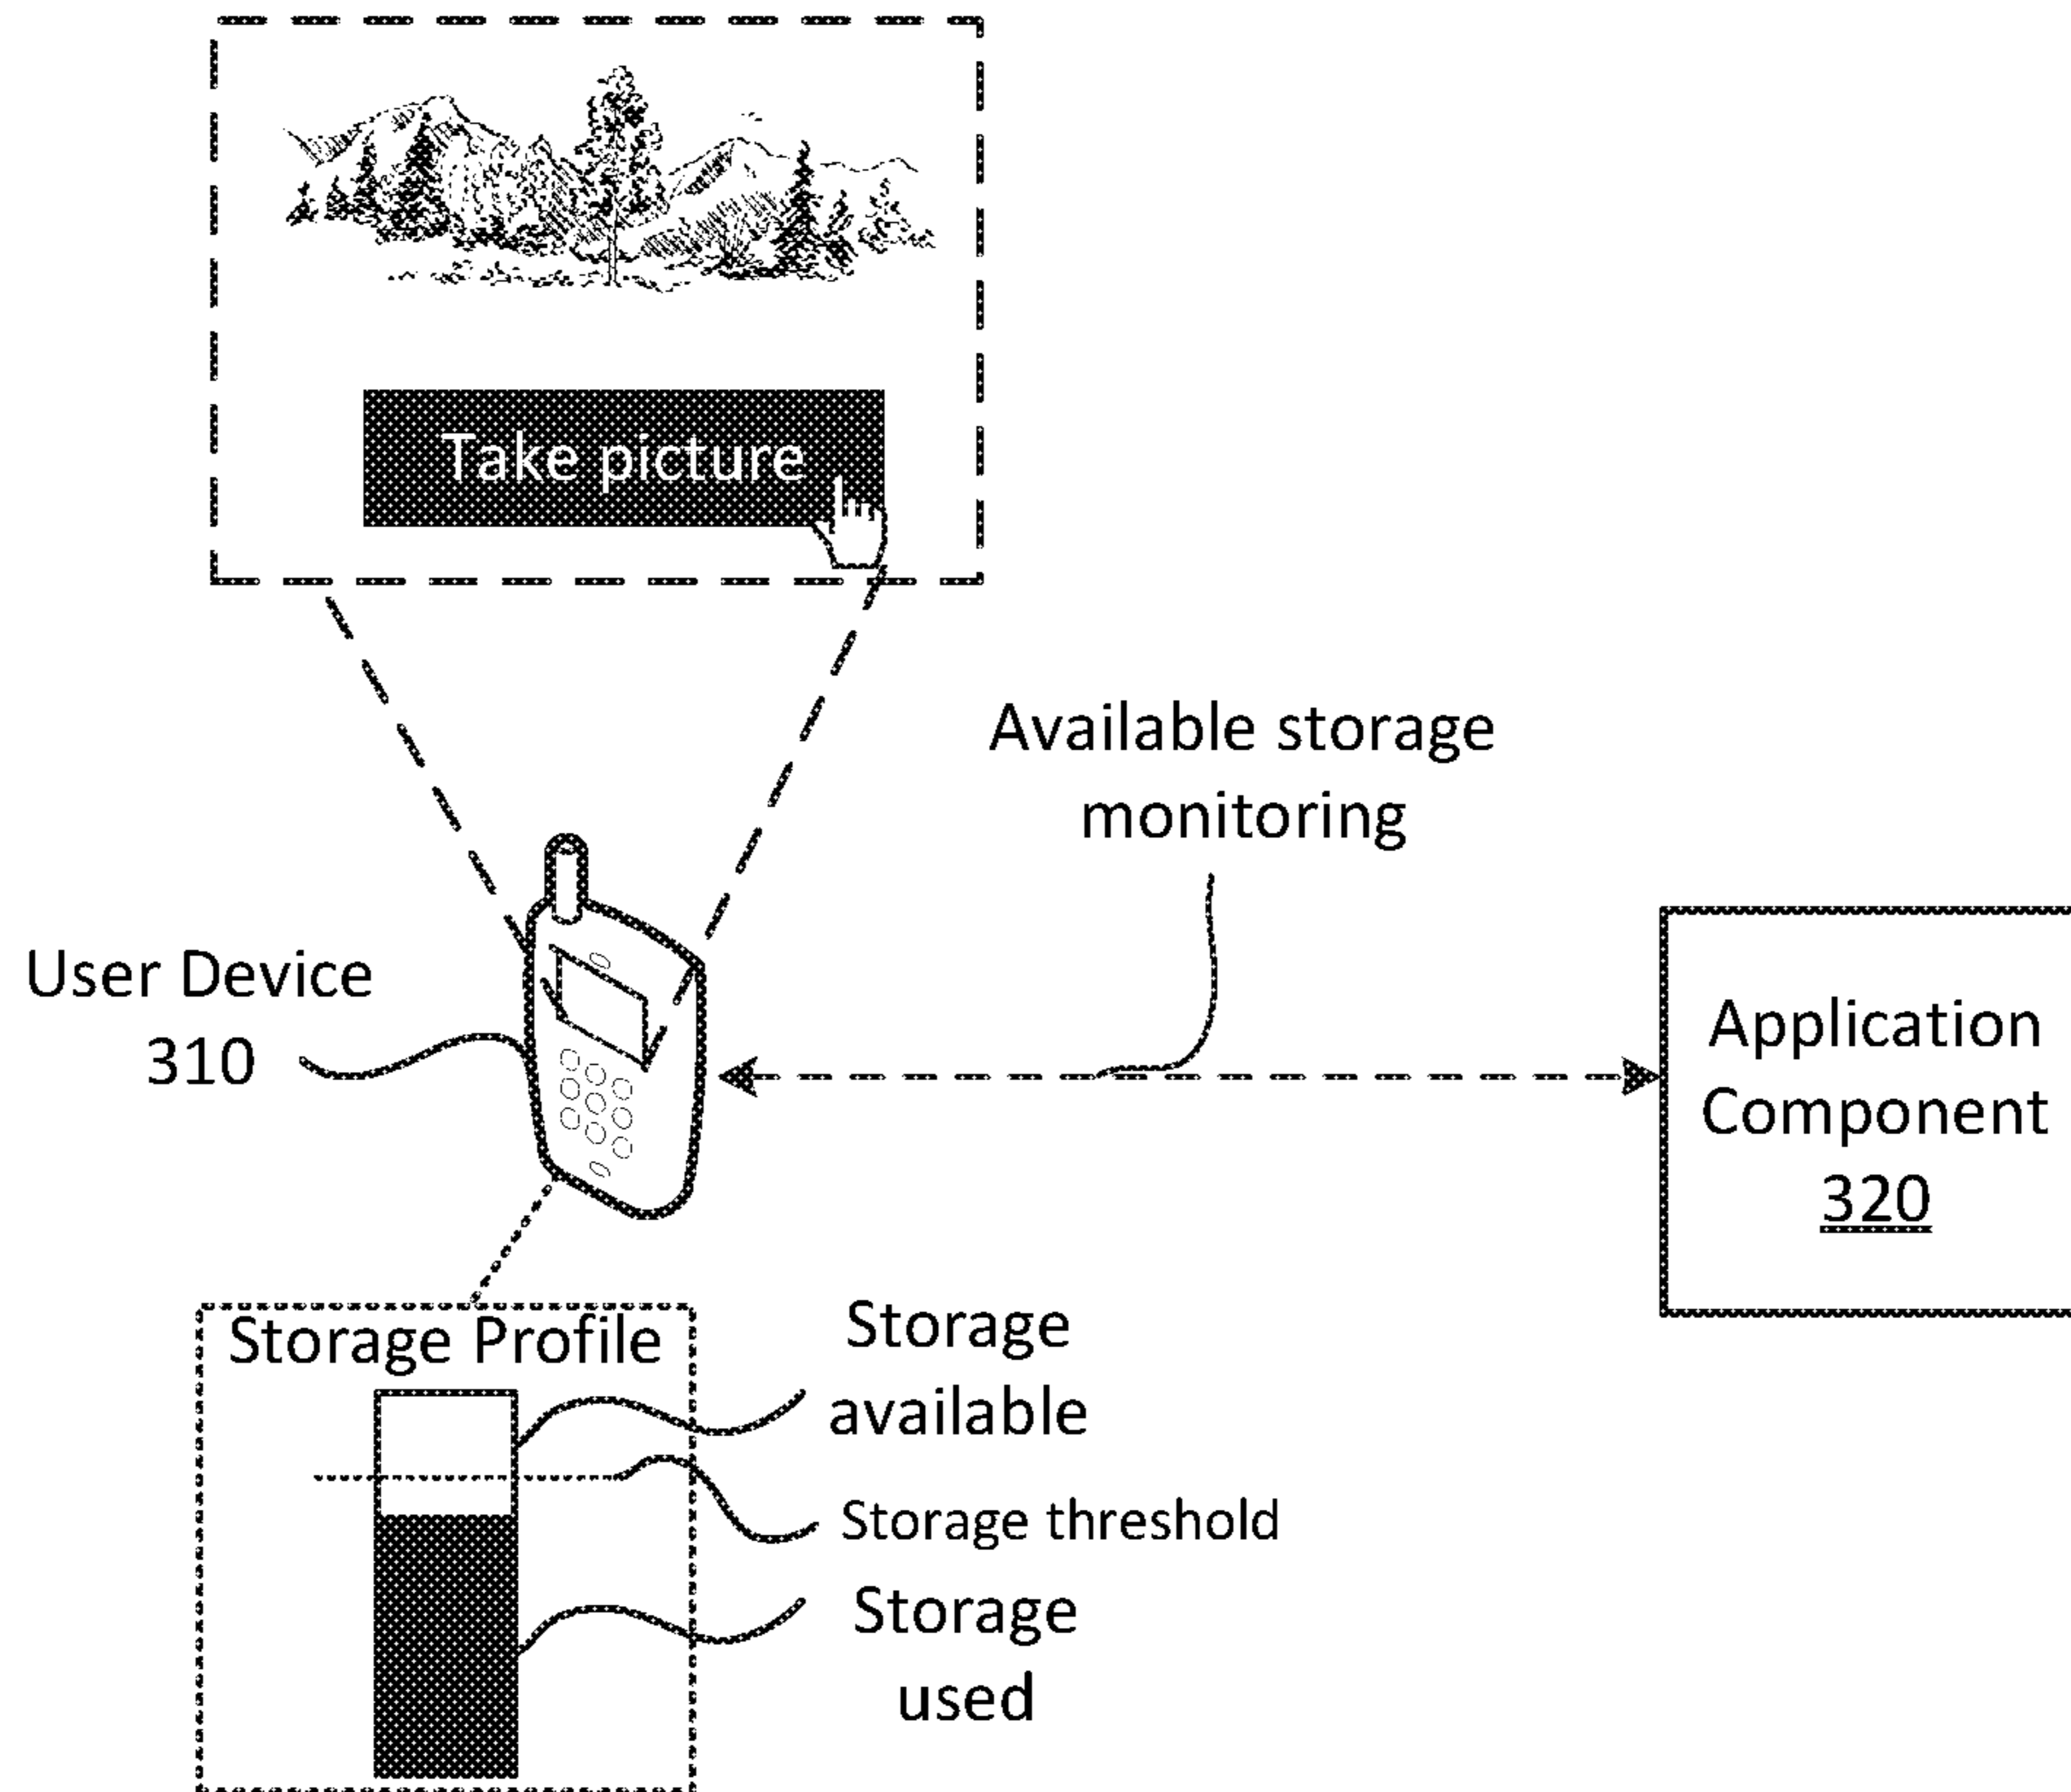 Take picture
Available storage
monitoring
User Device
310
Application
Component
320
Storage Profile
Storage
available
Storage threshold
Storage
used